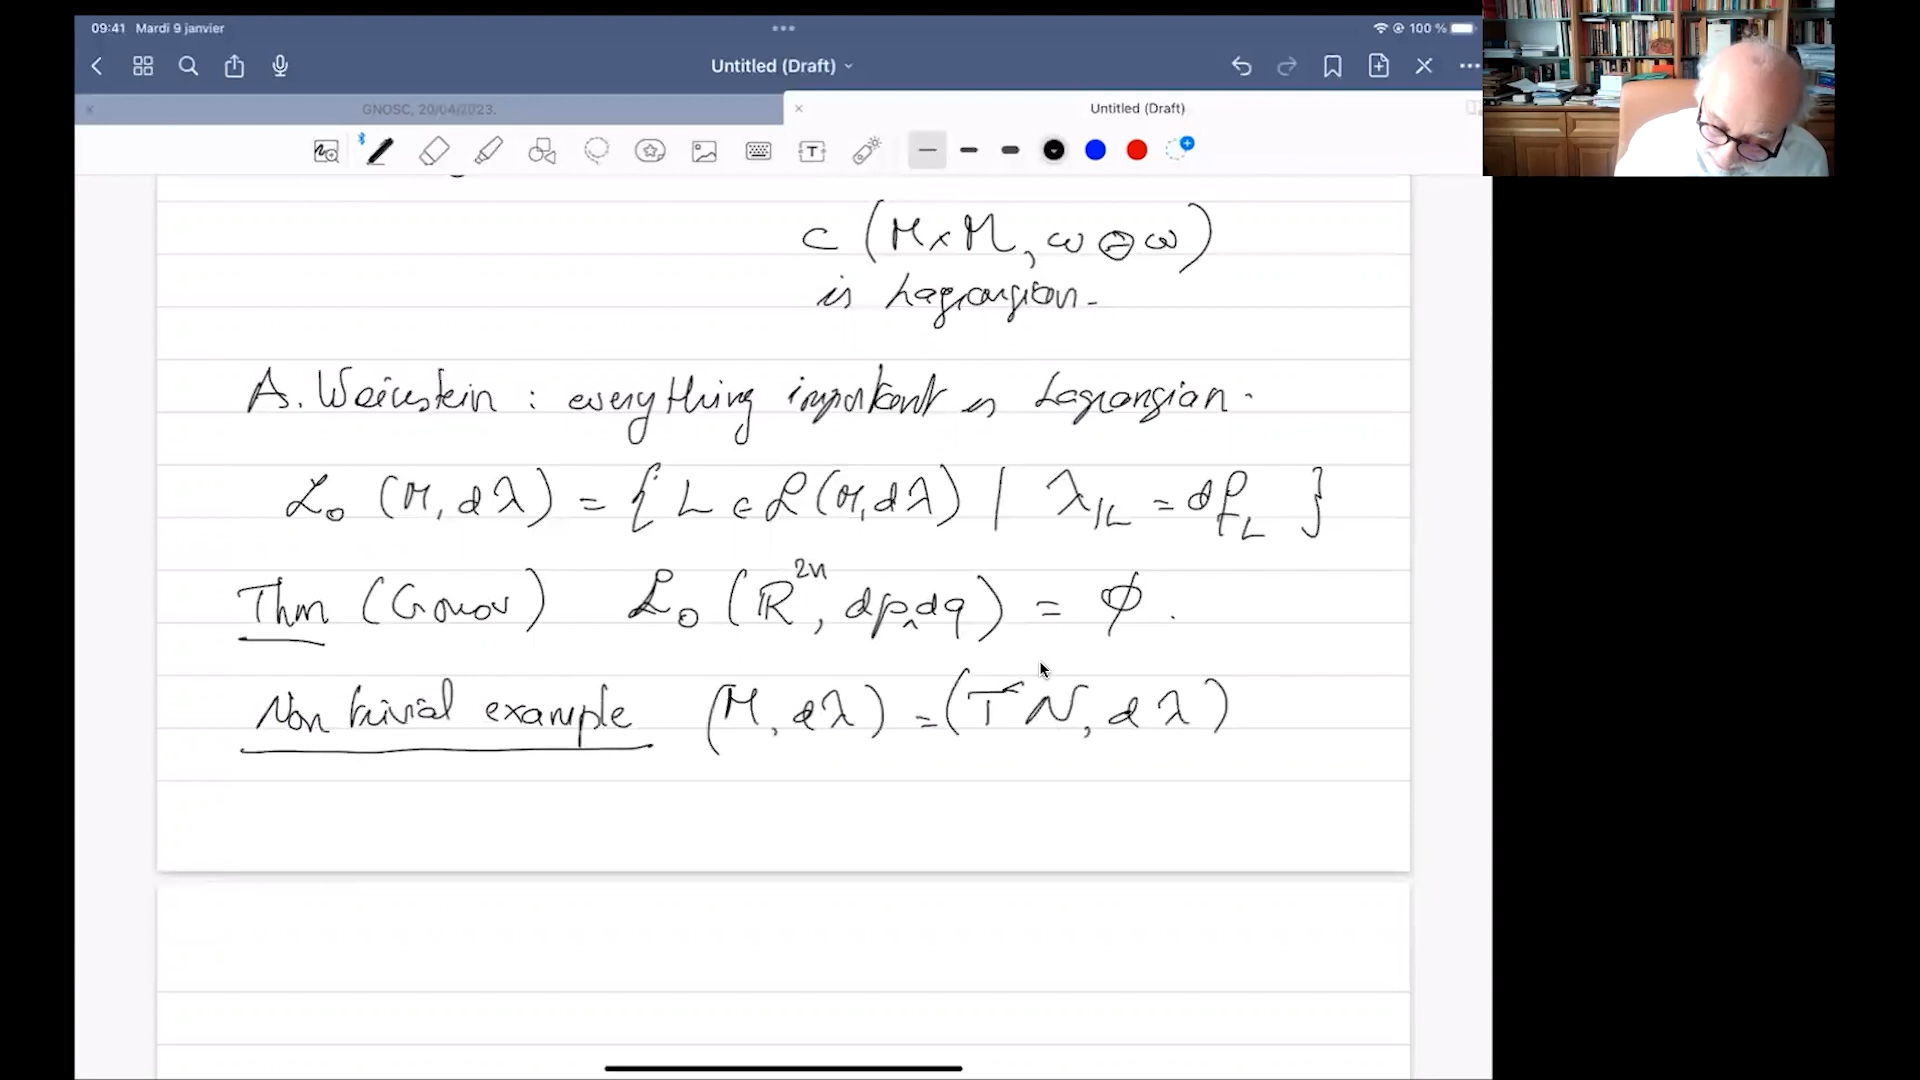 09:41 Mardi 9 janvier
100 %
Untitled (Draft)
GNOSC, 20/04/2023.
Untitled (Draft)
⊂ (M×M, ω⊖ω)
is Lagrangian.
A. Weinstein : everything important is Lagrangian.
ℒ₀ (M, dλ) = { L ∈ ℒ(M, dλ) | λ|L = df_L }
Thm (Gromov) ℒ₀ (ℝ²ⁿ, dp∧dq) = ∅.
Non trivial example (M, dλ) = (T*N, dλ)